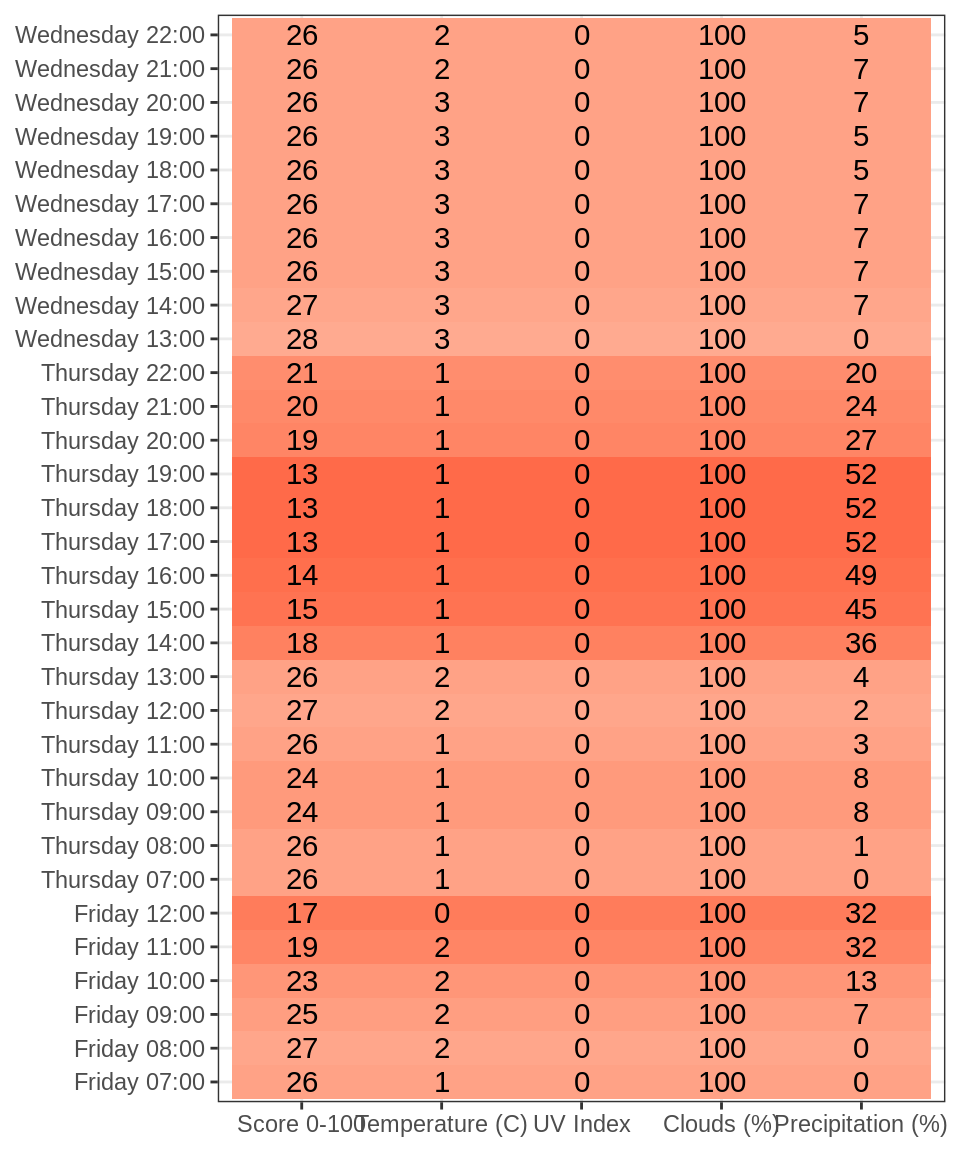 Wednesday 22:00 26 2 0 100 5
Wednesday 21:00 26 2 0 100 7
Wednesday 20:00 26 3 0 100 7
Wednesday 19:00 26 3 0 100 5
Wednesday 18:00 26 3 0 100 5
Wednesday 17:00 26 3 0 100 7
Wednesday 16:00 26 3 0 100 7
Wednesday 15:00 26 3 0 100 7
Wednesday 14:00 27 3 0 100 7
Wednesday 13:00 28 3 0 100 0
Thursday 22:00 21 1 0 100 20
Thursday 21:00 20 1 0 100 24
Thursday 20:00 19 1 0 100 27
Thursday 19:00 13 1 0 100 52
Thursday 18:00 13 1 0 100 52
Thursday 17:00 13 1 0 100 52
Thursday 16:00 14 1 0 100 49
Thursday 15:00 15 1 0 100 45
Thursday 14:00 18 1 0 100 36
Thursday 13:00 26 2 0 100 4
Thursday 12:00 27 2 0 100 2
Thursday 11:00 26 1 0 100 3
Thursday 10:00 24 1 0 100 8
Thursday 09:00 24 1 0 100 8
Thursday 08:00 26 1 0 100 1
Thursday 07:00 26 1 0 100 0
Friday 12:00 17 0 0 100 32
Friday 11:00 19 2 0 100 32
Friday 10:00 23 2 0 100 13
Friday 09:00 25 2 0 100 7
Friday 08:00 27 2 0 100 0
Friday 07:00 26 1 0 100 0
Score 0-100 Temperature (C) UV Index Clouds (%) Precipitation (%)